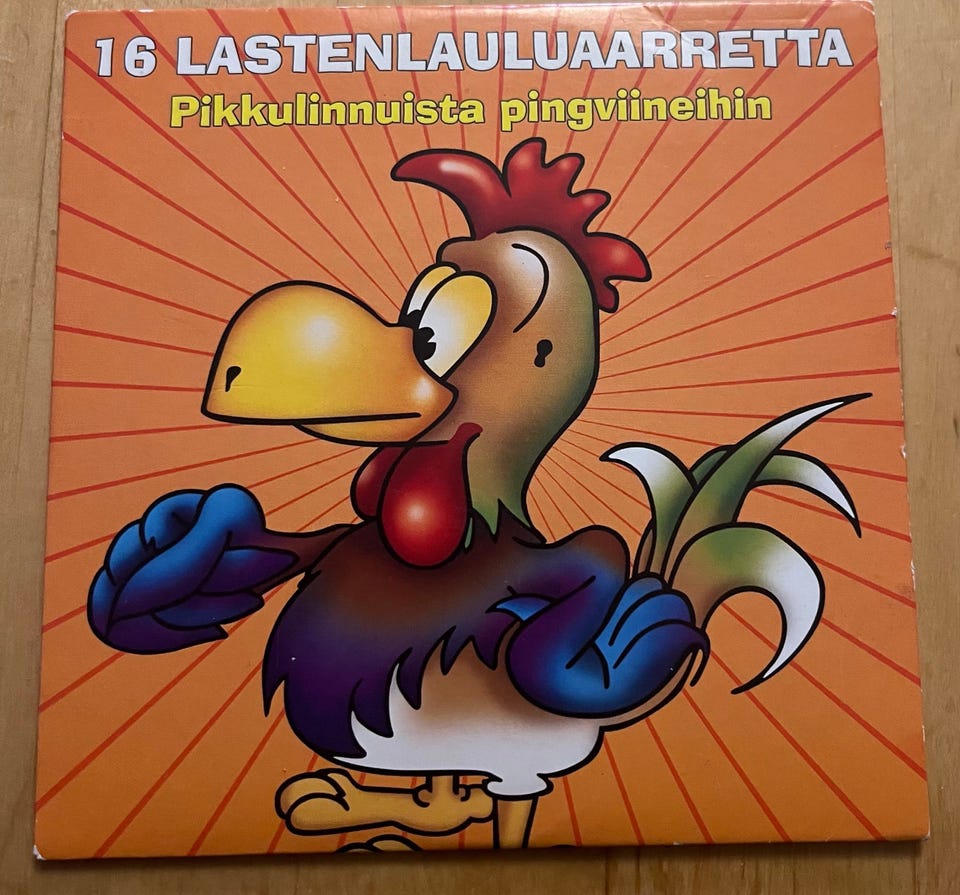 16 LASTENLAULUAARRETTA
Pikkulinnuista pingviineihin